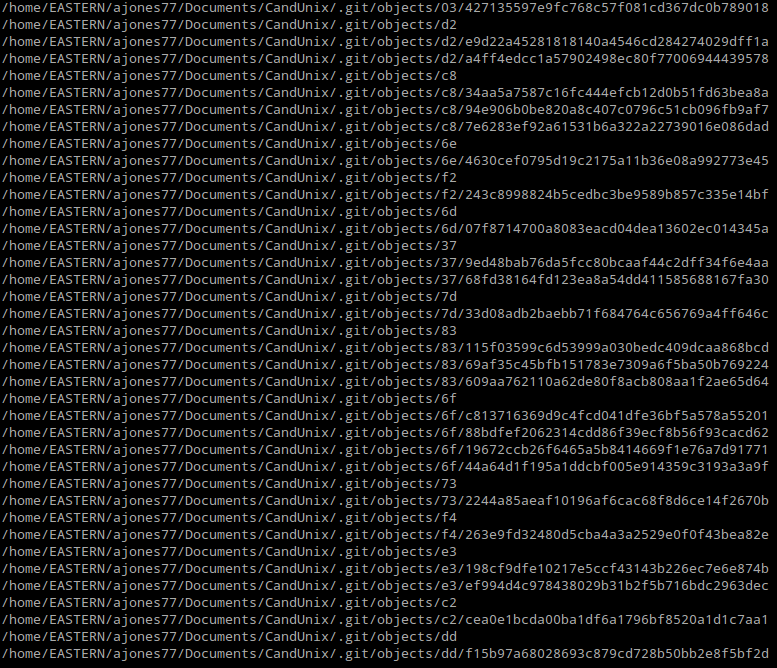 /home/EASTERN/ajones77/Documents/CandUnix/.git/objects/03/427135597e9fc768c57f081cd367dc0b789018
/home/EASTERN/ajones77/Documents/CandUnix/.git/objects/d2
/home/EASTERN/ajones77/Documents/CandUnix/.git/objects/d2/e9d22a45281818140a4546cd284274029dff1a
/home/EASTERN/ajones77/Documents/CandUnix/.git/objects/d2/a4ff4edcc1a57902498ec80f77006944439578
/home/EASTERN/ajones77/Documents/CandUnix/.git/objects/c8
/home/EASTERN/ajones77/Documents/CandUnix/.git/objects/c8/34aa5a7587c16fc444efcb12d0b51fd63bea8a
/home/EASTERN/ajones77/Documents/CandUnix/.git/objects/c8/94e906b0be820a8c407c0796c51cb096fb9af7
/home/EASTERN/ajones77/Documents/CandUnix/.git/objects/c8/7e6283ef92a61531b6a322a22739016e086dad
/home/EASTERN/ajones77/Documents/CandUnix/.git/objects/6e
/home/EASTERN/ajones77/Documents/CandUnix/.git/objects/6e/4630cef0795d19c2175a11b36e08a992773e45
/home/EASTERN/ajones77/Documents/CandUnix/.git/objects/f2
/home/EASTERN/ajones77/Documents/CandUnix/.git/objects/f2/243c8998824b5cedbc3be9589b857c335e14bf
/home/EASTERN/ajones77/Documents/CandUnix/.git/objects/6d
/home/EASTERN/ajones77/Documents/CandUnix/.git/objects/6d/07f8714700a8083eacd04dea13602ec014345a
/home/EASTERN/ajones77/Documents/CandUnix/.git/objects/37
/home/EASTERN/ajones77/Documents/CandUnix/.git/objects/37/9ed48bab76da5fcc80bcaaf44c2dff34f6e4aa
/home/EASTERN/ajones77/Documents/CandUnix/.git/objects/37/68fd38164fd123ea8a54dd411585688167fa30
/home/EASTERN/ajones77/Documents/CandUnix/.git/objects/7d
/home/EASTERN/ajones77/Documents/CandUnix/.git/objects/7d/33d08adb2baebb71f684764c656769a4ff646c
/home/EASTERN/ajones77/Documents/CandUnix/.git/objects/83
/home/EASTERN/ajones77/Documents/CandUnix/.git/objects/83/115f03599c6d53999a030bedc409dcaa868bcd
/home/EASTERN/ajones77/Documents/CandUnix/.git/objects/83/69af35c45bfb151783e7309a6f5ba50b769224
/home/EASTERN/ajones77/Documents/CandUnix/.git/objects/83/609aa762110a62de80f8acb808aa1f2ae65d64
/home/EASTERN/ajones77/Documents/CandUnix/.git/objects/6f
/home/EASTERN/ajones77/Documents/CandUnix/.git/objects/6f/c813716369d9c4fcd041dfe36bf5a578a55201
/home/EASTERN/ajones77/Documents/CandUnix/.git/objects/6f/88bdfef2062314cdd86f39ecf8b56f93cacd62
/home/EASTERN/ajones77/Documents/CandUnix/.git/objects/6f/19672ccb26f6465a5b8414669f1e76a7d91771
/home/EASTERN/ajones77/Documents/CandUnix/.git/objects/6f/44a64d1f195a1ddcbf005e914359c3193a3a9f
/home/EASTERN/ajones77/Documents/CandUnix/.git/objects/73
/home/EASTERN/ajones77/Documents/CandUnix/.git/objects/73/2244a85aeaf10196af6cac68f8d6ce14f2670b
/home/EASTERN/ajones77/Documents/CandUnix/.git/objects/f4
/home/EASTERN/ajones77/Documents/CandUnix/.git/objects/f4/263e9fd32480d5cba4a3a2529e0f0f43bea82e
/home/EASTERN/ajones77/Documents/CandUnix/.git/objects/e3
/home/EASTERN/ajones77/Documents/CandUnix/.git/objects/e3/198cf9dfe10217e5ccf43143b226ec7e6e874b
/home/EASTERN/ajones77/Documents/CandUnix/.git/objects/e3/ef994d4c978438029b31b2f5b716bdc2963dec
/home/EASTERN/ajones77/Documents/CandUnix/.git/objects/c2
/home/EASTERN/ajones77/Documents/CandUnix/.git/objects/c2/cea0e1bcda00ba1df6a1796bf8520a1d1c7aa1
/home/EASTERN/ajones77/Documents/CandUnix/.git/objects/dd
/home/EASTERN/ajones77/Documents/CandUnix/.git/objects/dd/f15b97a68028693c879cd728b50bb2e8f5bf2d